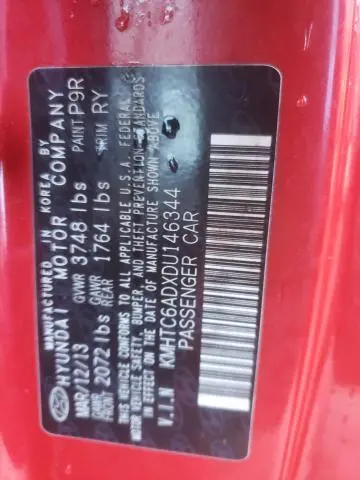 MANUFACTURED IN KOREA BY
HYUNDAI MOTOR COMPANY
MAR/12/13 GVWR 3748 lbs PAINT P9R
GAWR FRONT 2072 lbs GAWR REAR 1764 lbs TRIM RY
THIS VEHICLE CONFORMS TO ALL APPLICABLE U.S.A. FEDERAL
MOTOR VEHICLE SAFETY, BUMPER, AND THEFT PREVENTION STANDARDS
IN EFFECT ON THE DATE OF MANUFACTURE SHOWN ABOVE
V.I.N KMHTC6ADXDU146344
PASSENGER CAR